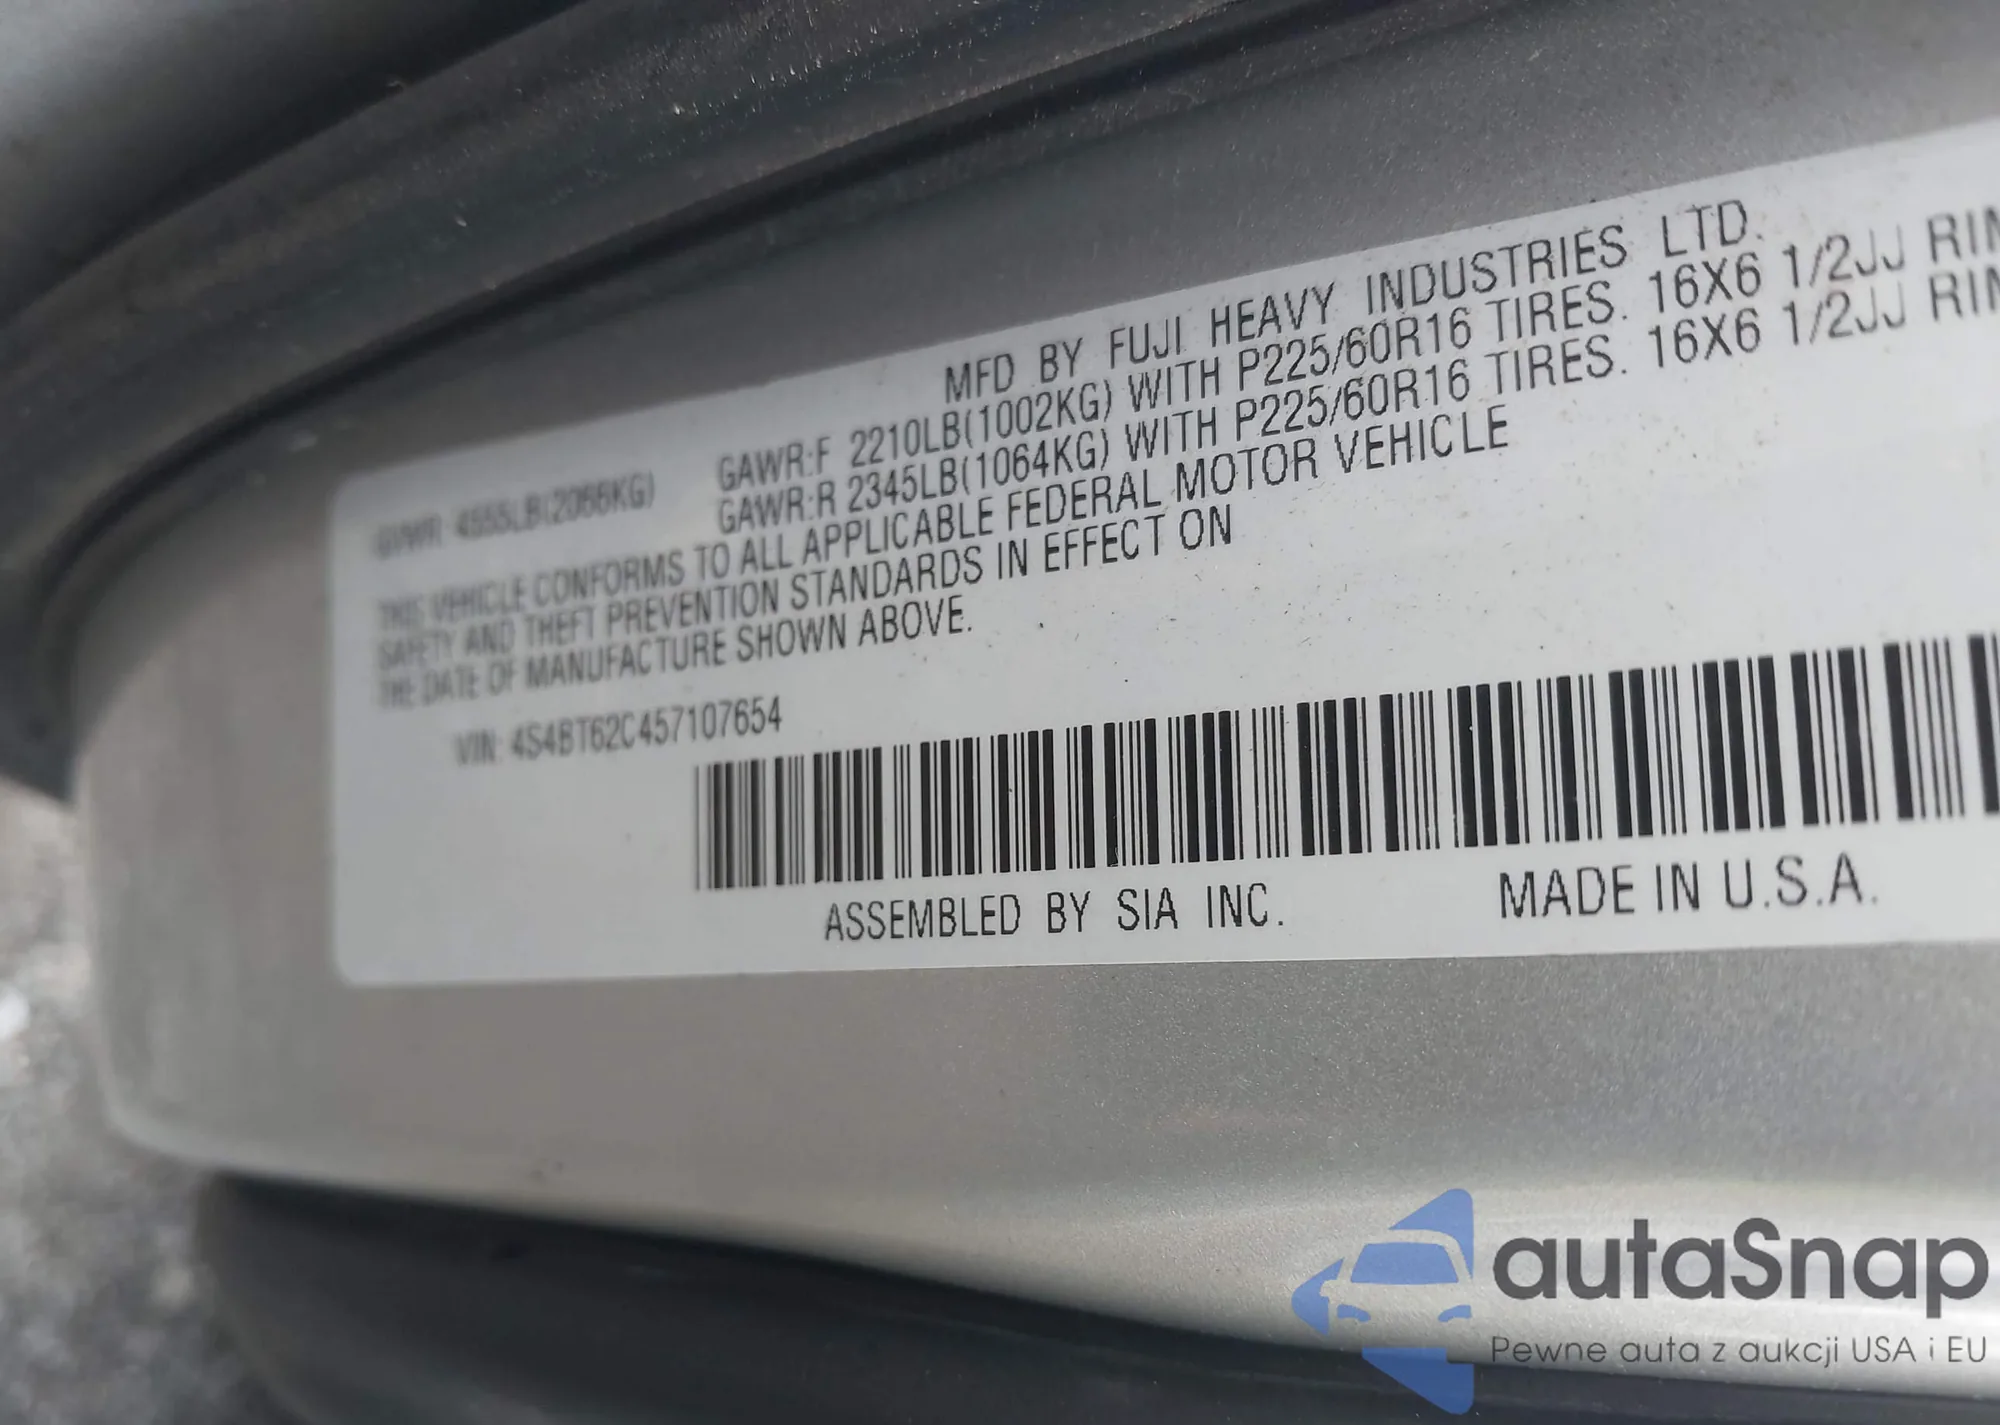 MFD BY FUJI HEAVY INDUSTRIES LTD.
GVWR: 4555LB(2066KG) GAWR:F 2210LB(1002KG) WITH P225/60R16 TIRES. 16X6 1/2JJ RIM
GAWR:R 2345LB(1064KG) WITH P225/60R16 TIRES. 16X6 1/2JJ RIM
THIS VEHICLE CONFORMS TO ALL APPLICABLE FEDERAL MOTOR VEHICLE
SAFETY AND THEFT PREVENTION STANDARDS IN EFFECT ON
THE DATE OF MANUFACTURE SHOWN ABOVE.
VIN: 4S4BT62C457107654
ASSEMBLED BY SIA INC. MADE IN U.S.A.
autaSnap
Pewne auta z aukcji USA i EU